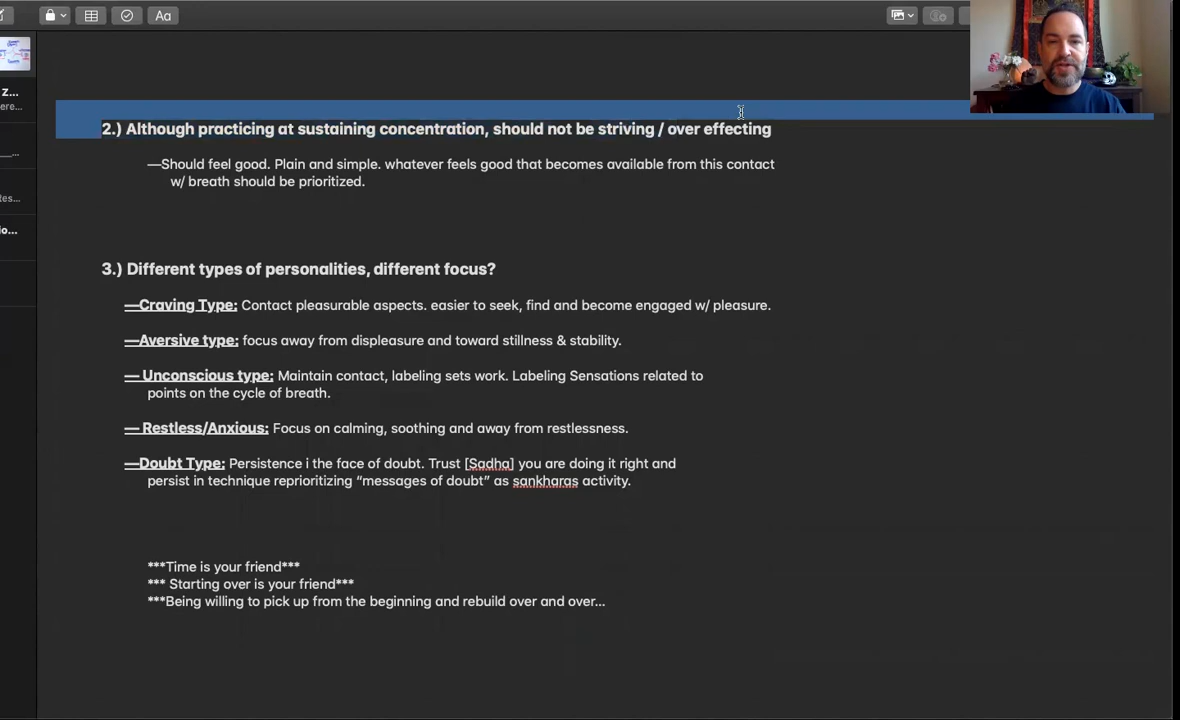 Aa
Z...
ere...
...
tes...
io...
2.) Although practicing at sustaining concentration, should not be striving / over effecting
—Should feel good. Plain and simple. whatever feels good that becomes available from this contact
w/ breath should be prioritized.
3.) Different types of personalities, different focus?
—Craving Type: Contact pleasurable aspects. easier to seek, find and become engaged w/ pleasure.
—Aversive type: focus away from displeasure and toward stillness & stability.
— Unconscious type: Maintain contact, labeling sets work. Labeling Sensations related to
points on the cycle of breath.
— Restless/Anxious: Focus on calming, soothing and away from restlessness.
—Doubt Type: Persistence i the face of doubt. Trust [Sadha] you are doing it right and
persist in technique reprioritizing “messages of doubt” as sankharas activity.
***Time is your friend***
*** Starting over is your friend***
***Being willing to pick up from the beginning and rebuild over and over...